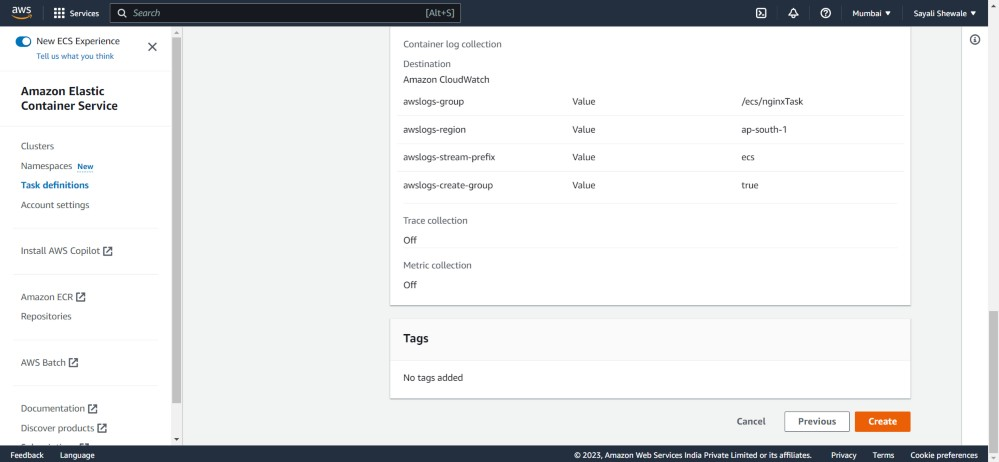 aws Services Search [Alt+S] Mumbai ▼ Sayali Shewale ▼
New ECS Experience
Tell us what you think
Amazon Elastic
Container Service
Clusters
Namespaces New
Task definitions
Account settings
Install AWS Copilot
Amazon ECR
Repositories
AWS Batch
Documentation
Discover products
Container log collection
Destination
Amazon CloudWatch
awslogs-group Value /ecs/nginxTask
awslogs-region Value ap-south-1
awslogs-stream-prefix Value ecs
awslogs-create-group Value true
Trace collection
Off
Metric collection
Off
Tags
No tags added
Cancel Previous Create
Feedback Language © 2023, Amazon Web Services India Private Limited or its affiliates. Privacy Terms Cookie preferences